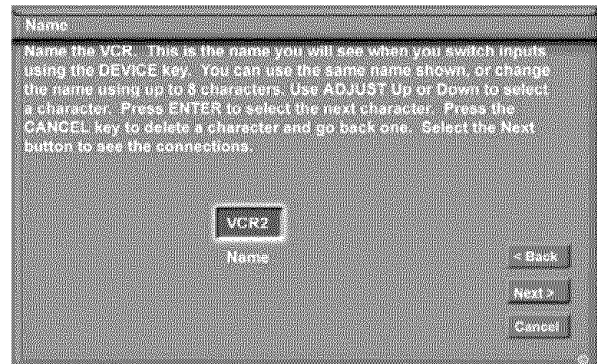 Name
Name the VCR. This is the name you will see when you switch inputs
using the DEVICE key. You can use the same name shown, or change
the name using up to 8 characters. Use ADJUST Up or Down to select
a character. Press ENTER to select the next character. Press the
CANCEL key to delete a character and go back one. Select the Next
button to see the connections.
VCR2
Name
< Back
Next >
Cancel